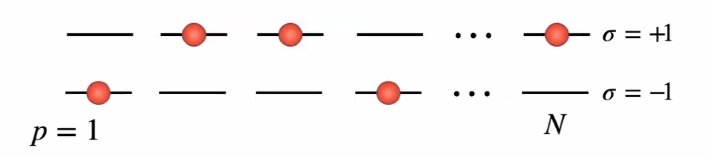 ... σ = +1
... σ = −1
p = 1 N